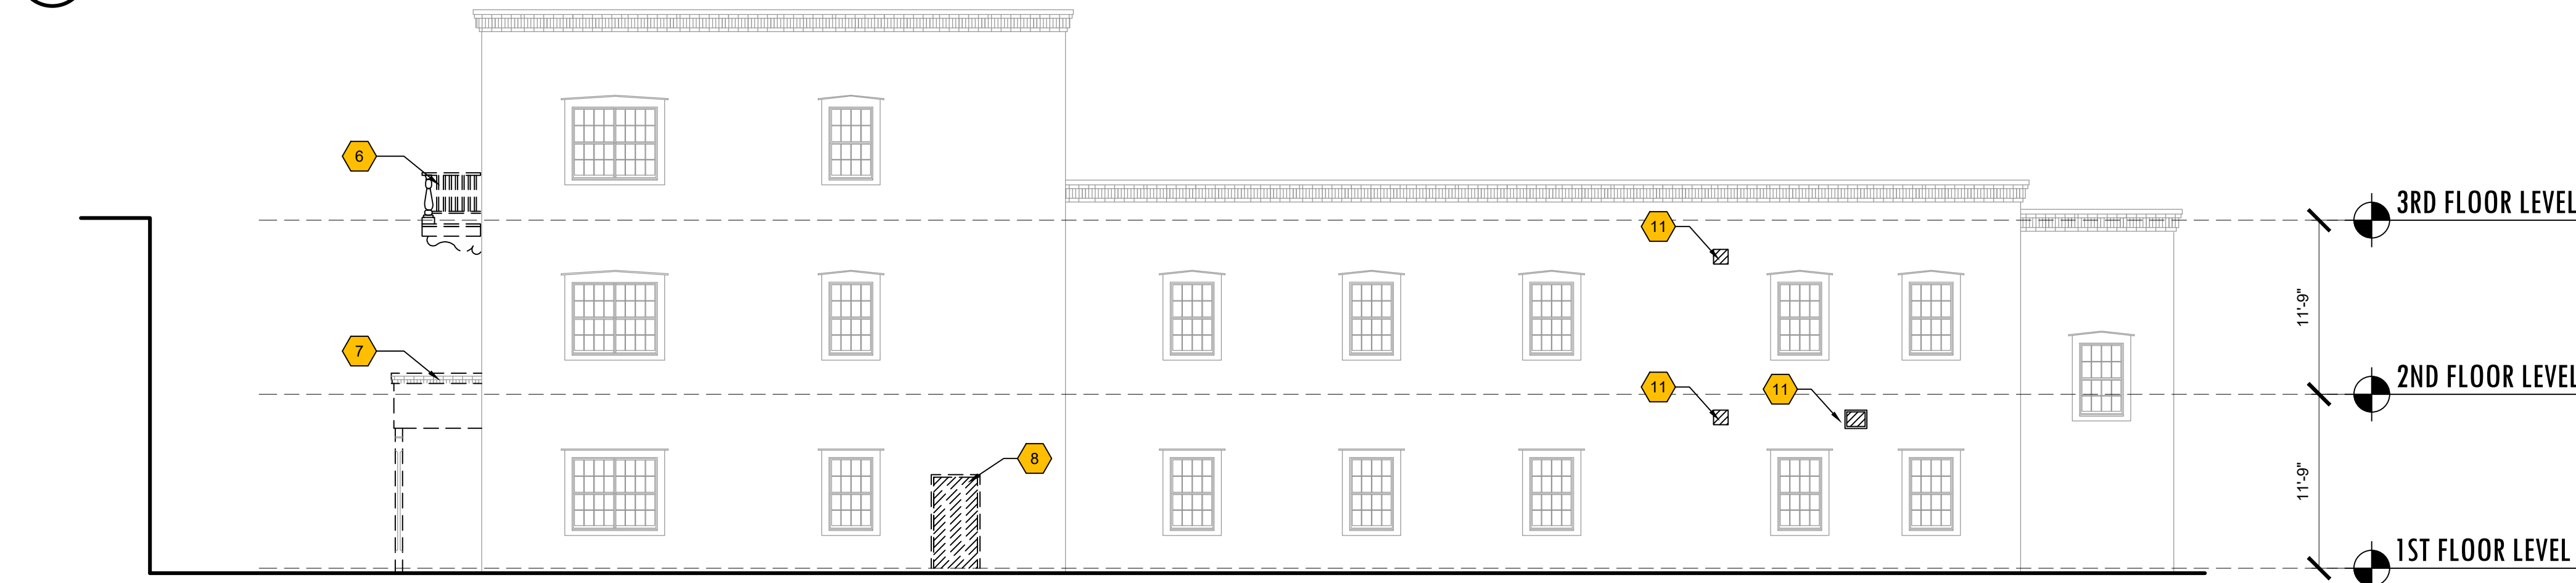 6
3RD FLOOR LEVEL
11
11'-9"
7
2ND FLOOR LEVEL
11
11
8
11'-9"
1ST FLOOR LEVEL